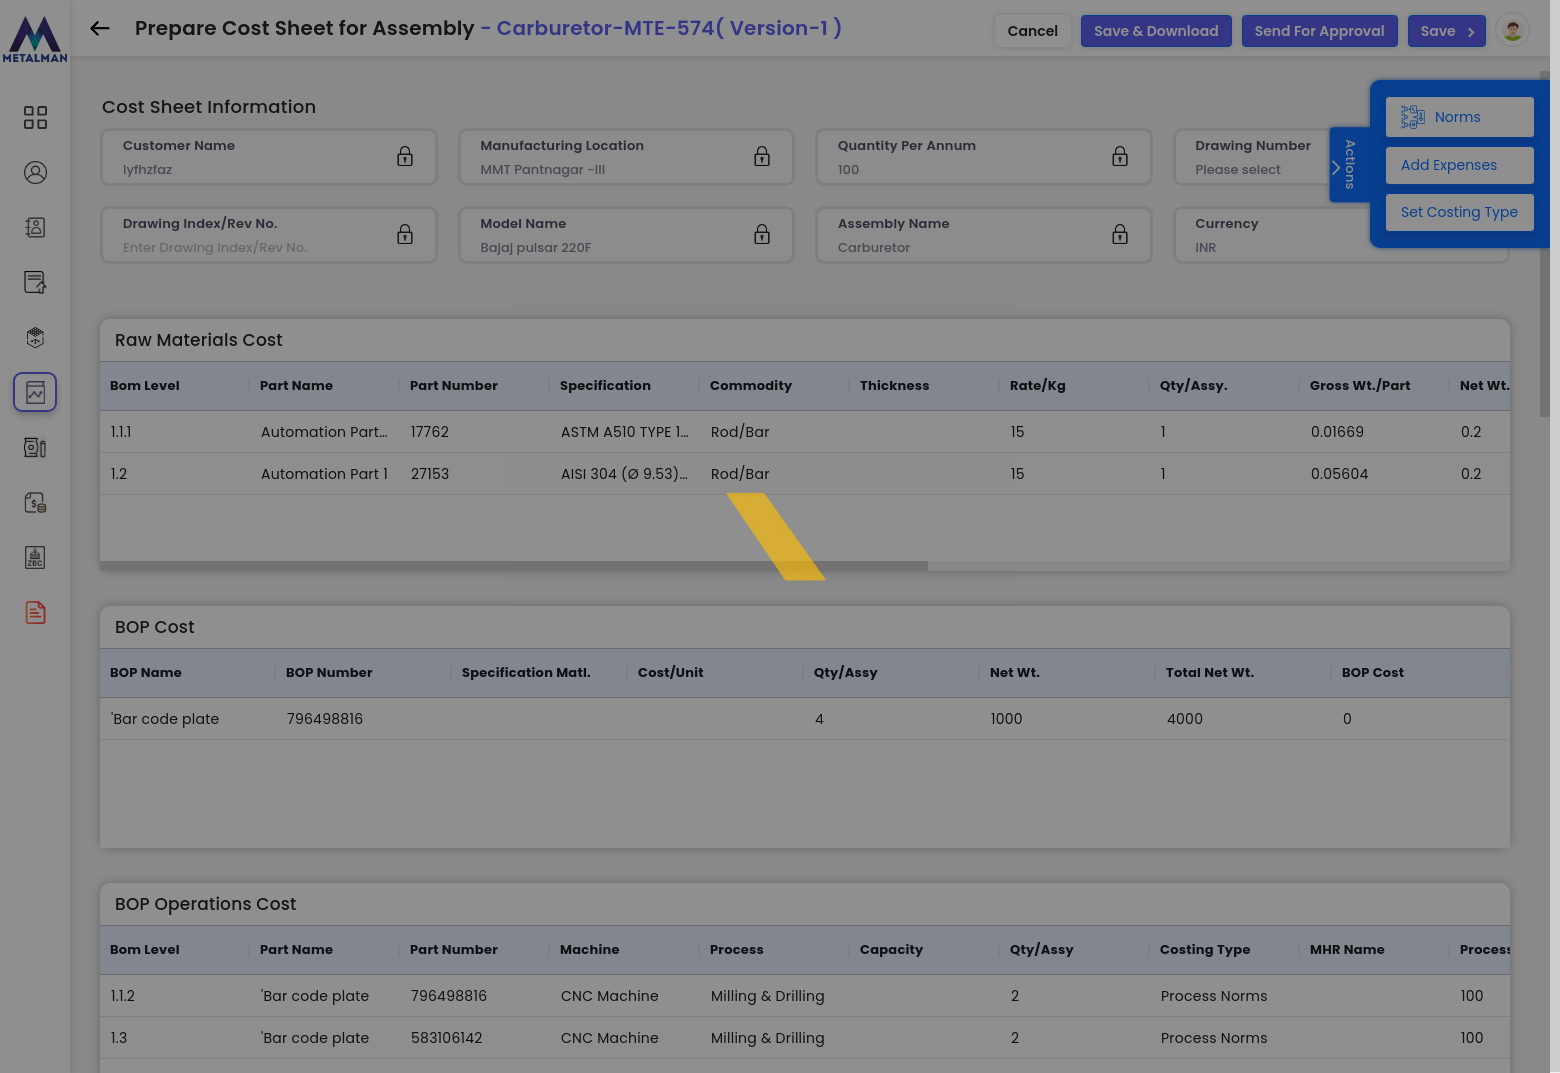 METALMAN
Prepare Cost Sheet for Assembly - Carburetor-MTE-574( Version-1 )
Cancel
Save & Download
Send For Approval
Save
Norms
Add Expenses
Set Costing Type
Actions
Cost Sheet Information
Customer Name
lyfhzfaz
Manufacturing Location
MMT Pantnagar -III
Quantity Per Annum
100
Drawing Number
Please select
Drawing Index/Rev No.
Enter Drawing Index/Rev No.
Model Name
Bajaj pulsar 220F
Assembly Name
Carburetor
Currency
INR
ZBC
Raw Materials Cost
Bom Level Part Name Part Number Specification Commodity Thickness Rate/Kg Qty/Assy. Gross Wt./Part Net Wt.
1.1.1 Automation Part... 17762 ASTM A510 TYPE 1... Rod/Bar 15 1 0.01669 0.2
1.2 Automation Part 1 27153 AISI 304 (Ø 9.53)... Rod/Bar 15 1 0.05604 0.2
BOP Cost
BOP Name BOP Number Specification Matl. Cost/Unit Qty/Assy Net Wt. Total Net Wt. BOP Cost
'Bar code plate 796498816 4 1000 4000 0
BOP Operations Cost
Bom Level Part Name Part Number Machine Process Capacity Qty/Assy Costing Type MHR Name Process
1.1.2 'Bar code plate 796498816 CNC Machine Milling & Drilling 2 Process Norms 100
1.3 'Bar code plate 583106142 CNC Machine Milling & Drilling 2 Process Norms 100